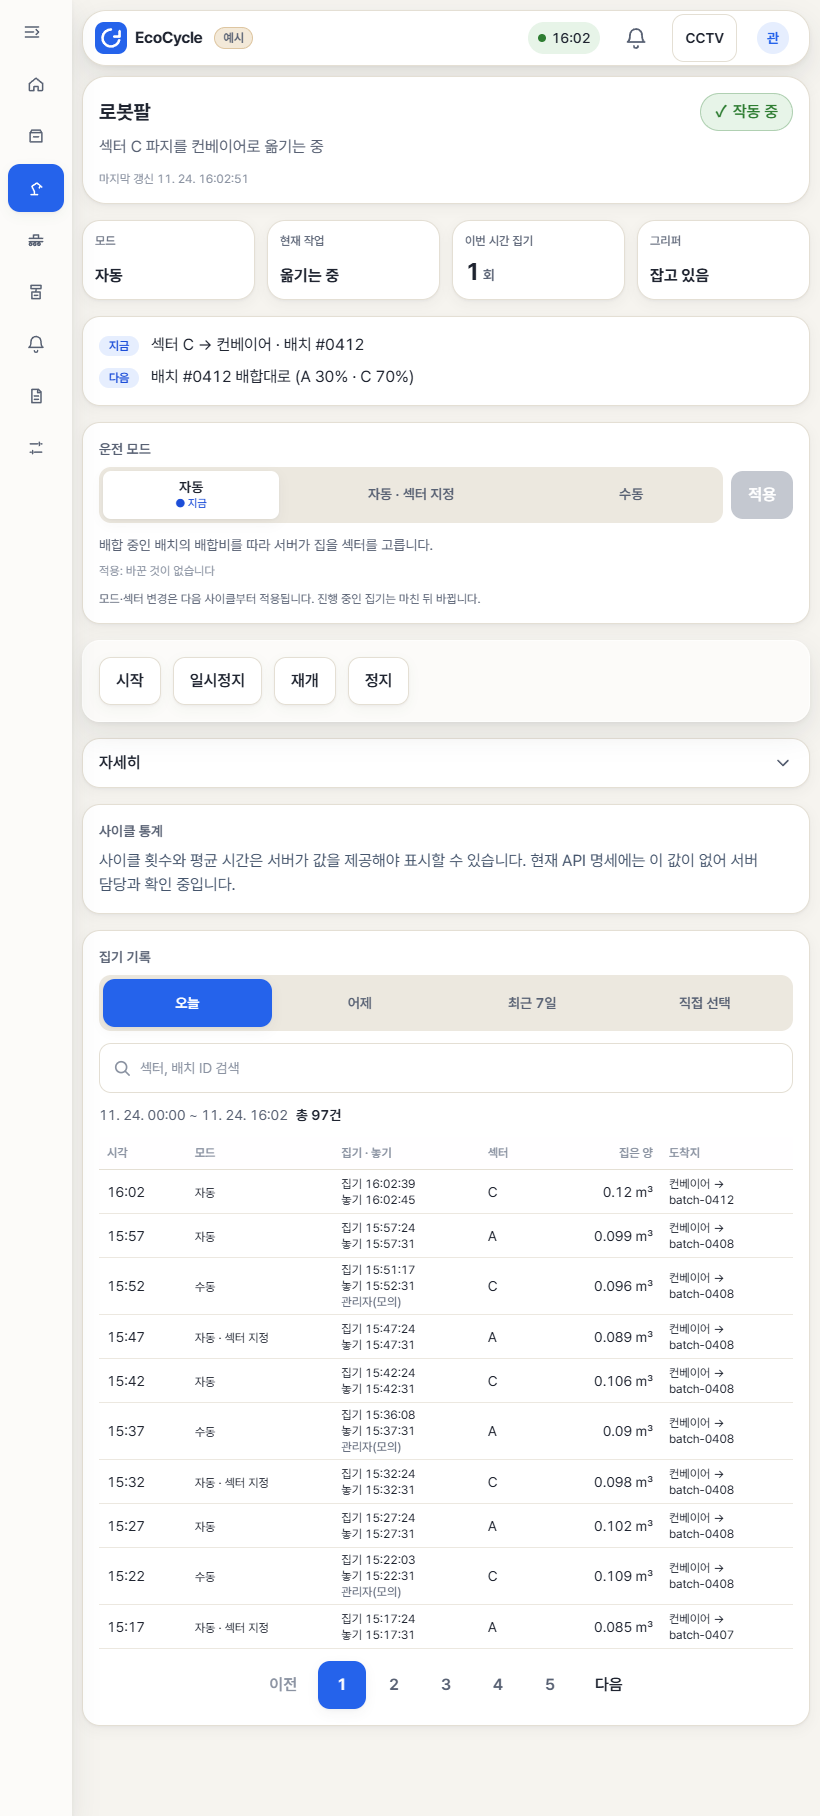 EcoCycle 예시 16:02 CCTV 관
로봇팔
✓ 작동 중
섹터 C 파지를 컨베이어로 옮기는 중
마지막 갱신 11. 24. 16:02:51
모드
자동
현재 작업
옮기는 중
이번 시간 집기
1 회
그리퍼
잡고 있음
지금 섹터 C → 컨베이어 · 배치 #0412
다음 배치 #0412 배합대로 (A 30% · C 70%)
운전 모드
자동
지금
자동 · 섹터 지정
수동
적용
배합 중인 배치의 배합비를 따라 서버가 집을 섹터를 고릅니다.
적용: 바꾼 것이 없습니다
모드·섹터 변경은 다음 사이클부터 적용됩니다. 진행 중인 집기는 마친 뒤 바뀝니다.
시작 일시정지 재개 정지
자세히
사이클 통계
사이클 횟수와 평균 시간은 서버가 값을 제공해야 표시할 수 있습니다. 현재 API 명세에는 이 값이 없어 서버
담당과 확인 중입니다.
집기 기록
오늘 어제 최근 7일 직접 선택
섹터, 배치 ID 검색
11. 24. 00:00 ~ 11. 24. 16:02 총 97건
시각 모드 집기 · 놓기 섹터 집은 양 도착지
16:02 자동 집기 16:02:39 C 0.12 m³ 컨베이어 →
놓기 16:02:45 batch-0412
15:57 자동 집기 15:57:24 A 0.099 m³ 컨베이어 →
놓기 15:57:31 batch-0408
15:52 수동 집기 15:51:17 C 0.096 m³ 컨베이어 →
놓기 15:52:31 batch-0408
관리자(모의)
15:47 자동 · 섹터 지정 집기 15:47:24 A 0.089 m³ 컨베이어 →
놓기 15:47:31 batch-0408
15:42 자동 집기 15:42:24 C 0.106 m³ 컨베이어 →
놓기 15:42:31 batch-0408
15:37 수동 집기 15:36:08 A 0.09 m³ 컨베이어 →
놓기 15:37:31 batch-0408
관리자(모의)
15:32 자동 · 섹터 지정 집기 15:32:24 C 0.098 m³ 컨베이어 →
놓기 15:32:31 batch-0408
15:27 자동 집기 15:27:24 A 0.102 m³ 컨베이어 →
놓기 15:27:31 batch-0408
15:22 수동 집기 15:22:03 C 0.109 m³ 컨베이어 →
놓기 15:22:31 batch-0408
관리자(모의)
15:17 자동 · 섹터 지정 집기 15:17:24 A 0.085 m³ 컨베이어 →
놓기 15:17:31 batch-0407
이전 1 2 3 4 5 다음